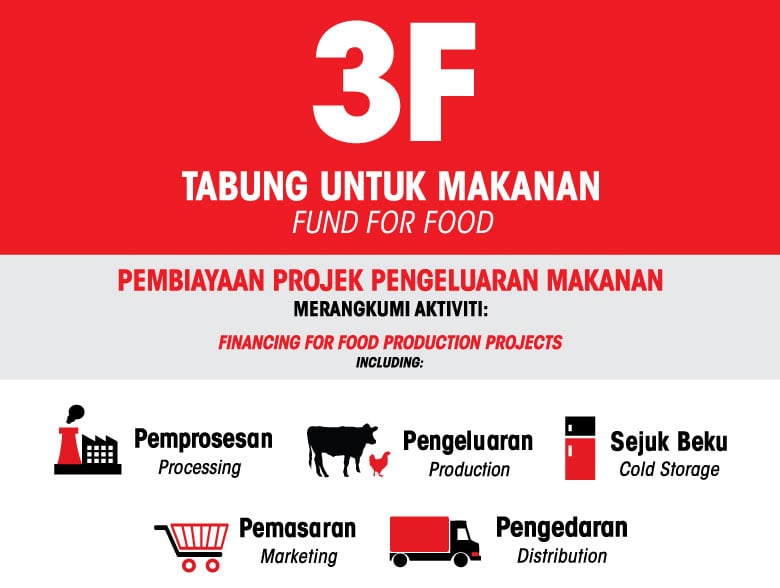 3F
TABUNG UNTUK MAKANAN
FUND FOR FOOD
PEMBIAYAAN PROJEK PENGELUARAN MAKANAN
MERANGKUMI AKTIVITI:
FINANCING FOR FOOD PRODUCTION PROJECTS
INCLUDING:
Pemprosesan
Processing
Pengeluaran
Production
Sejuk Beku
Cold Storage
Pemasaran
Marketing
Pengedaran
Distribution